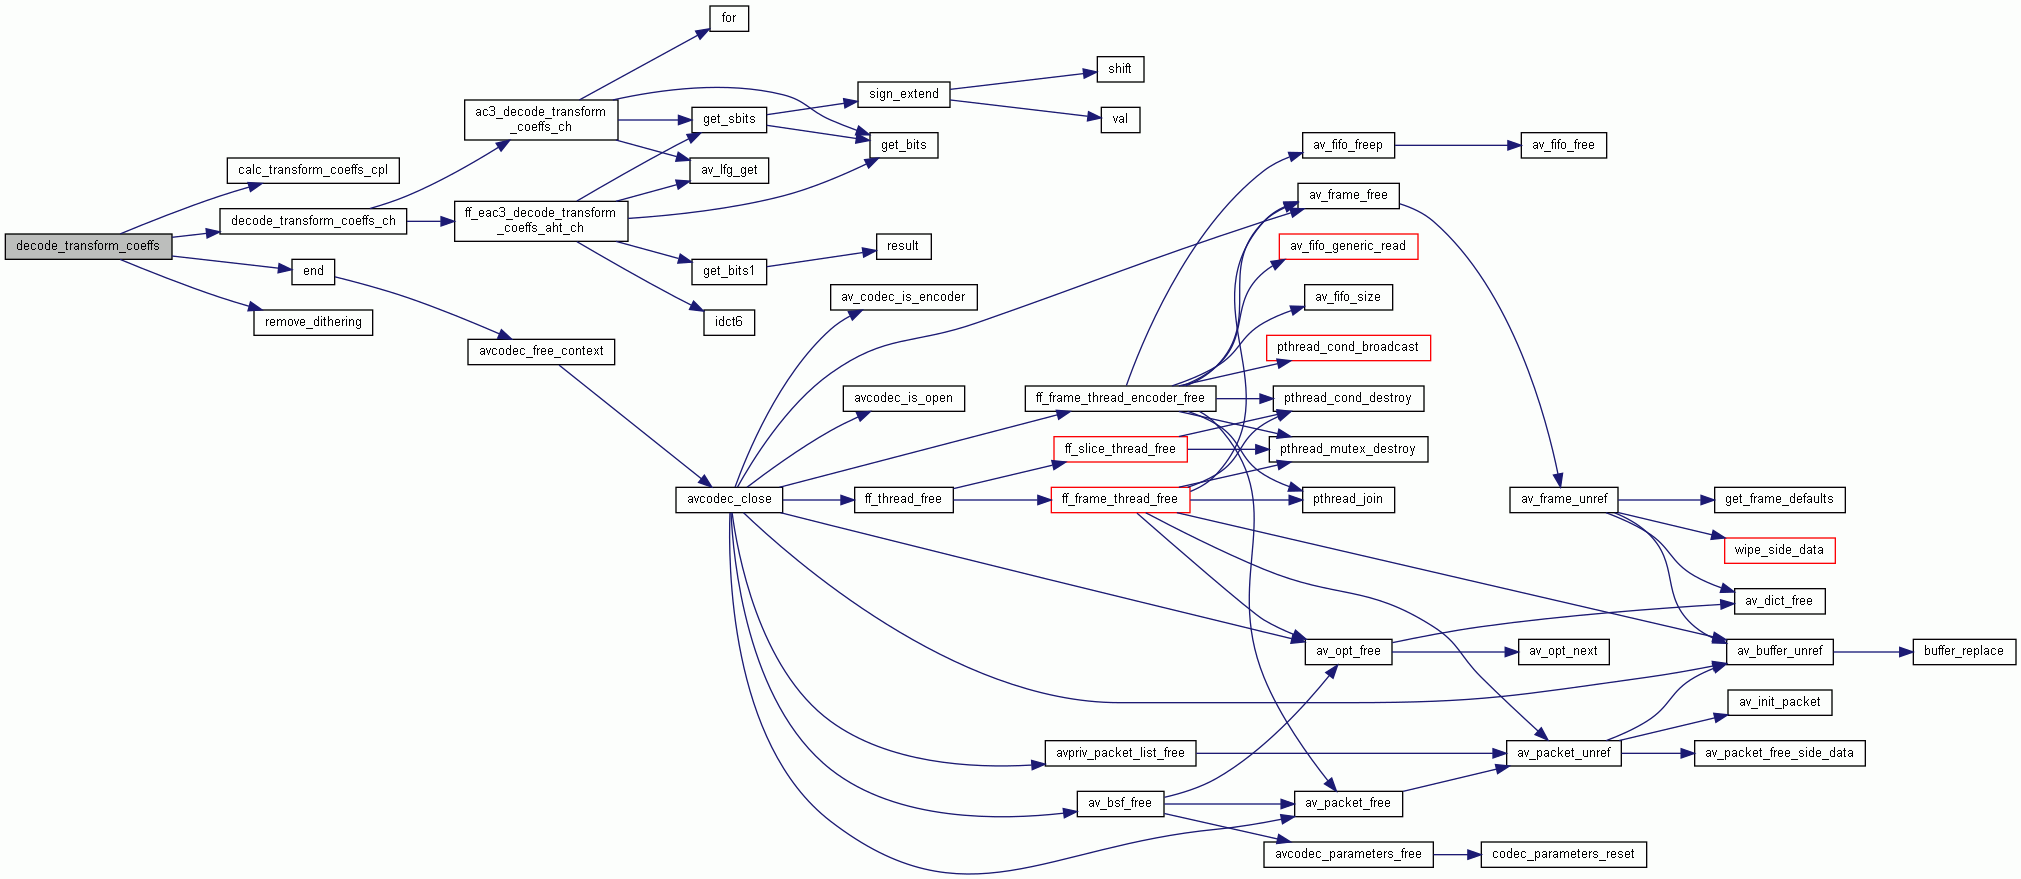 for
shift
sign_extend
ac3_decode_transform
_coeffs_ch
get_sbits
val
get_bits
av_fifo_freep
av_fifo_free
calc_transform_coeffs_cpl
av_lfg_get
av_frame_free
decode_transform_coeffs_ch
ff_eac3_decode_transform
_coeffs_aht_ch
decode_transform_coeffs
result
av_fifo_generic_read
end
get_bits1
av_codec_is_encoder
av_fifo_size
remove_dithering
idct6
avcodec_free_context
pthread_cond_broadcast
avcodec_is_open
ff_frame_thread_encoder_free
pthread_cond_destroy
ff_slice_thread_free
pthread_mutex_destroy
avcodec_close
ff_thread_free
ff_frame_thread_free
pthread_join
av_frame_unref
get_frame_defaults
wipe_side_data
av_dict_free
av_opt_free
av_opt_next
av_buffer_unref
buffer_replace
av_init_packet
avpriv_packet_list_free
av_packet_unref
av_packet_free_side_data
av_bsf_free
av_packet_free
avcodec_parameters_free
codec_parameters_reset